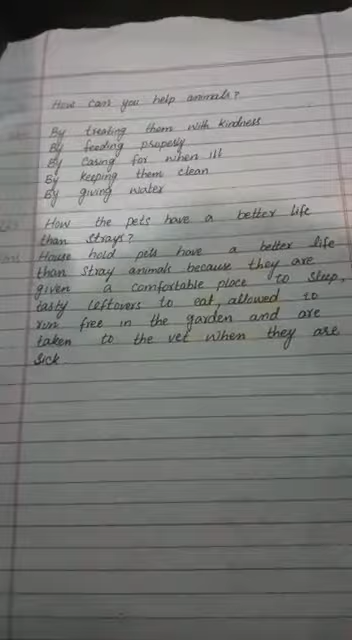 How can you help animals?
By treating them with kindness
By feeding properly
By caring for when ill
By keeping them clean
By giving water
How the pets have a better life
than strays?
House hold pets have a better life
than stray animals because they are
given a comfortable place to sleep,
tasty leftovers to eat, allowed to
run free in the garden and are
taken to the vet when they are
sick